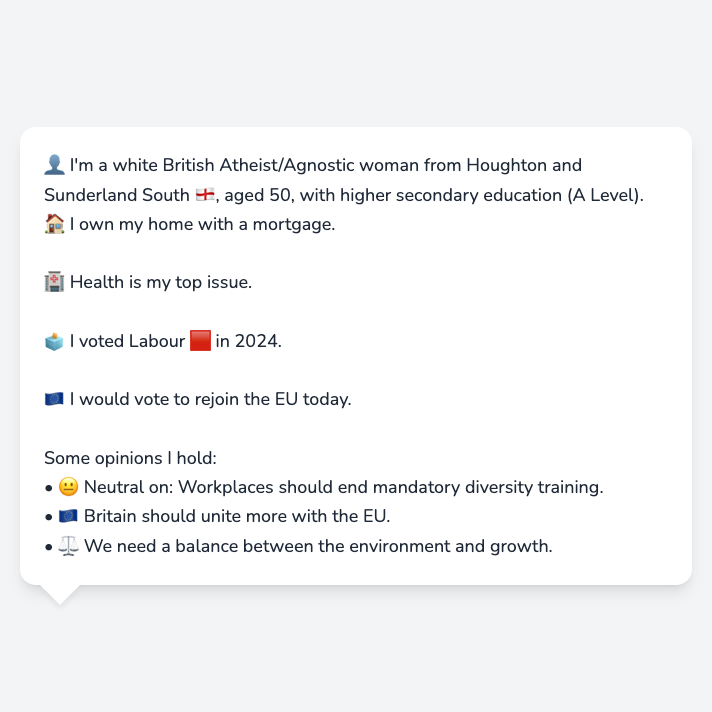 👤 I'm a white British Atheist/Agnostic woman from Houghton and
Sunderland South 🏴󠁧󠁢󠁥󠁮󠁧󠁿, aged 50, with higher secondary education (A Level).
🏠 I own my home with a mortgage.
🏥 Health is my top issue.
🗳️ I voted Labour 🟥 in 2024.
🇪🇺 I would vote to rejoin the EU today.
Some opinions I hold:
• 😐 Neutral on: Workplaces should end mandatory diversity training.
• 🇪🇺 Britain should unite more with the EU.
• ⚖️ We need a balance between the environment and growth.